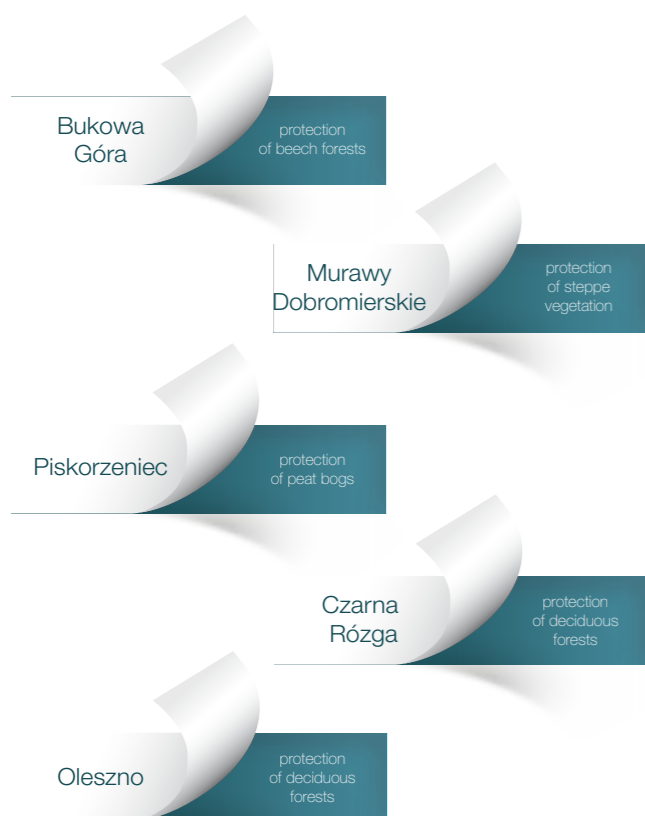 Bukowa
Góra
protection
of beech forests
Murawy
Dobromierskie
protection
of steppe
vegetation
Piskorzeniec
protection
of peat bogs
Czarna
Rózga
protection
of deciduous
forests
Oleszno
protection
of deciduous
forests